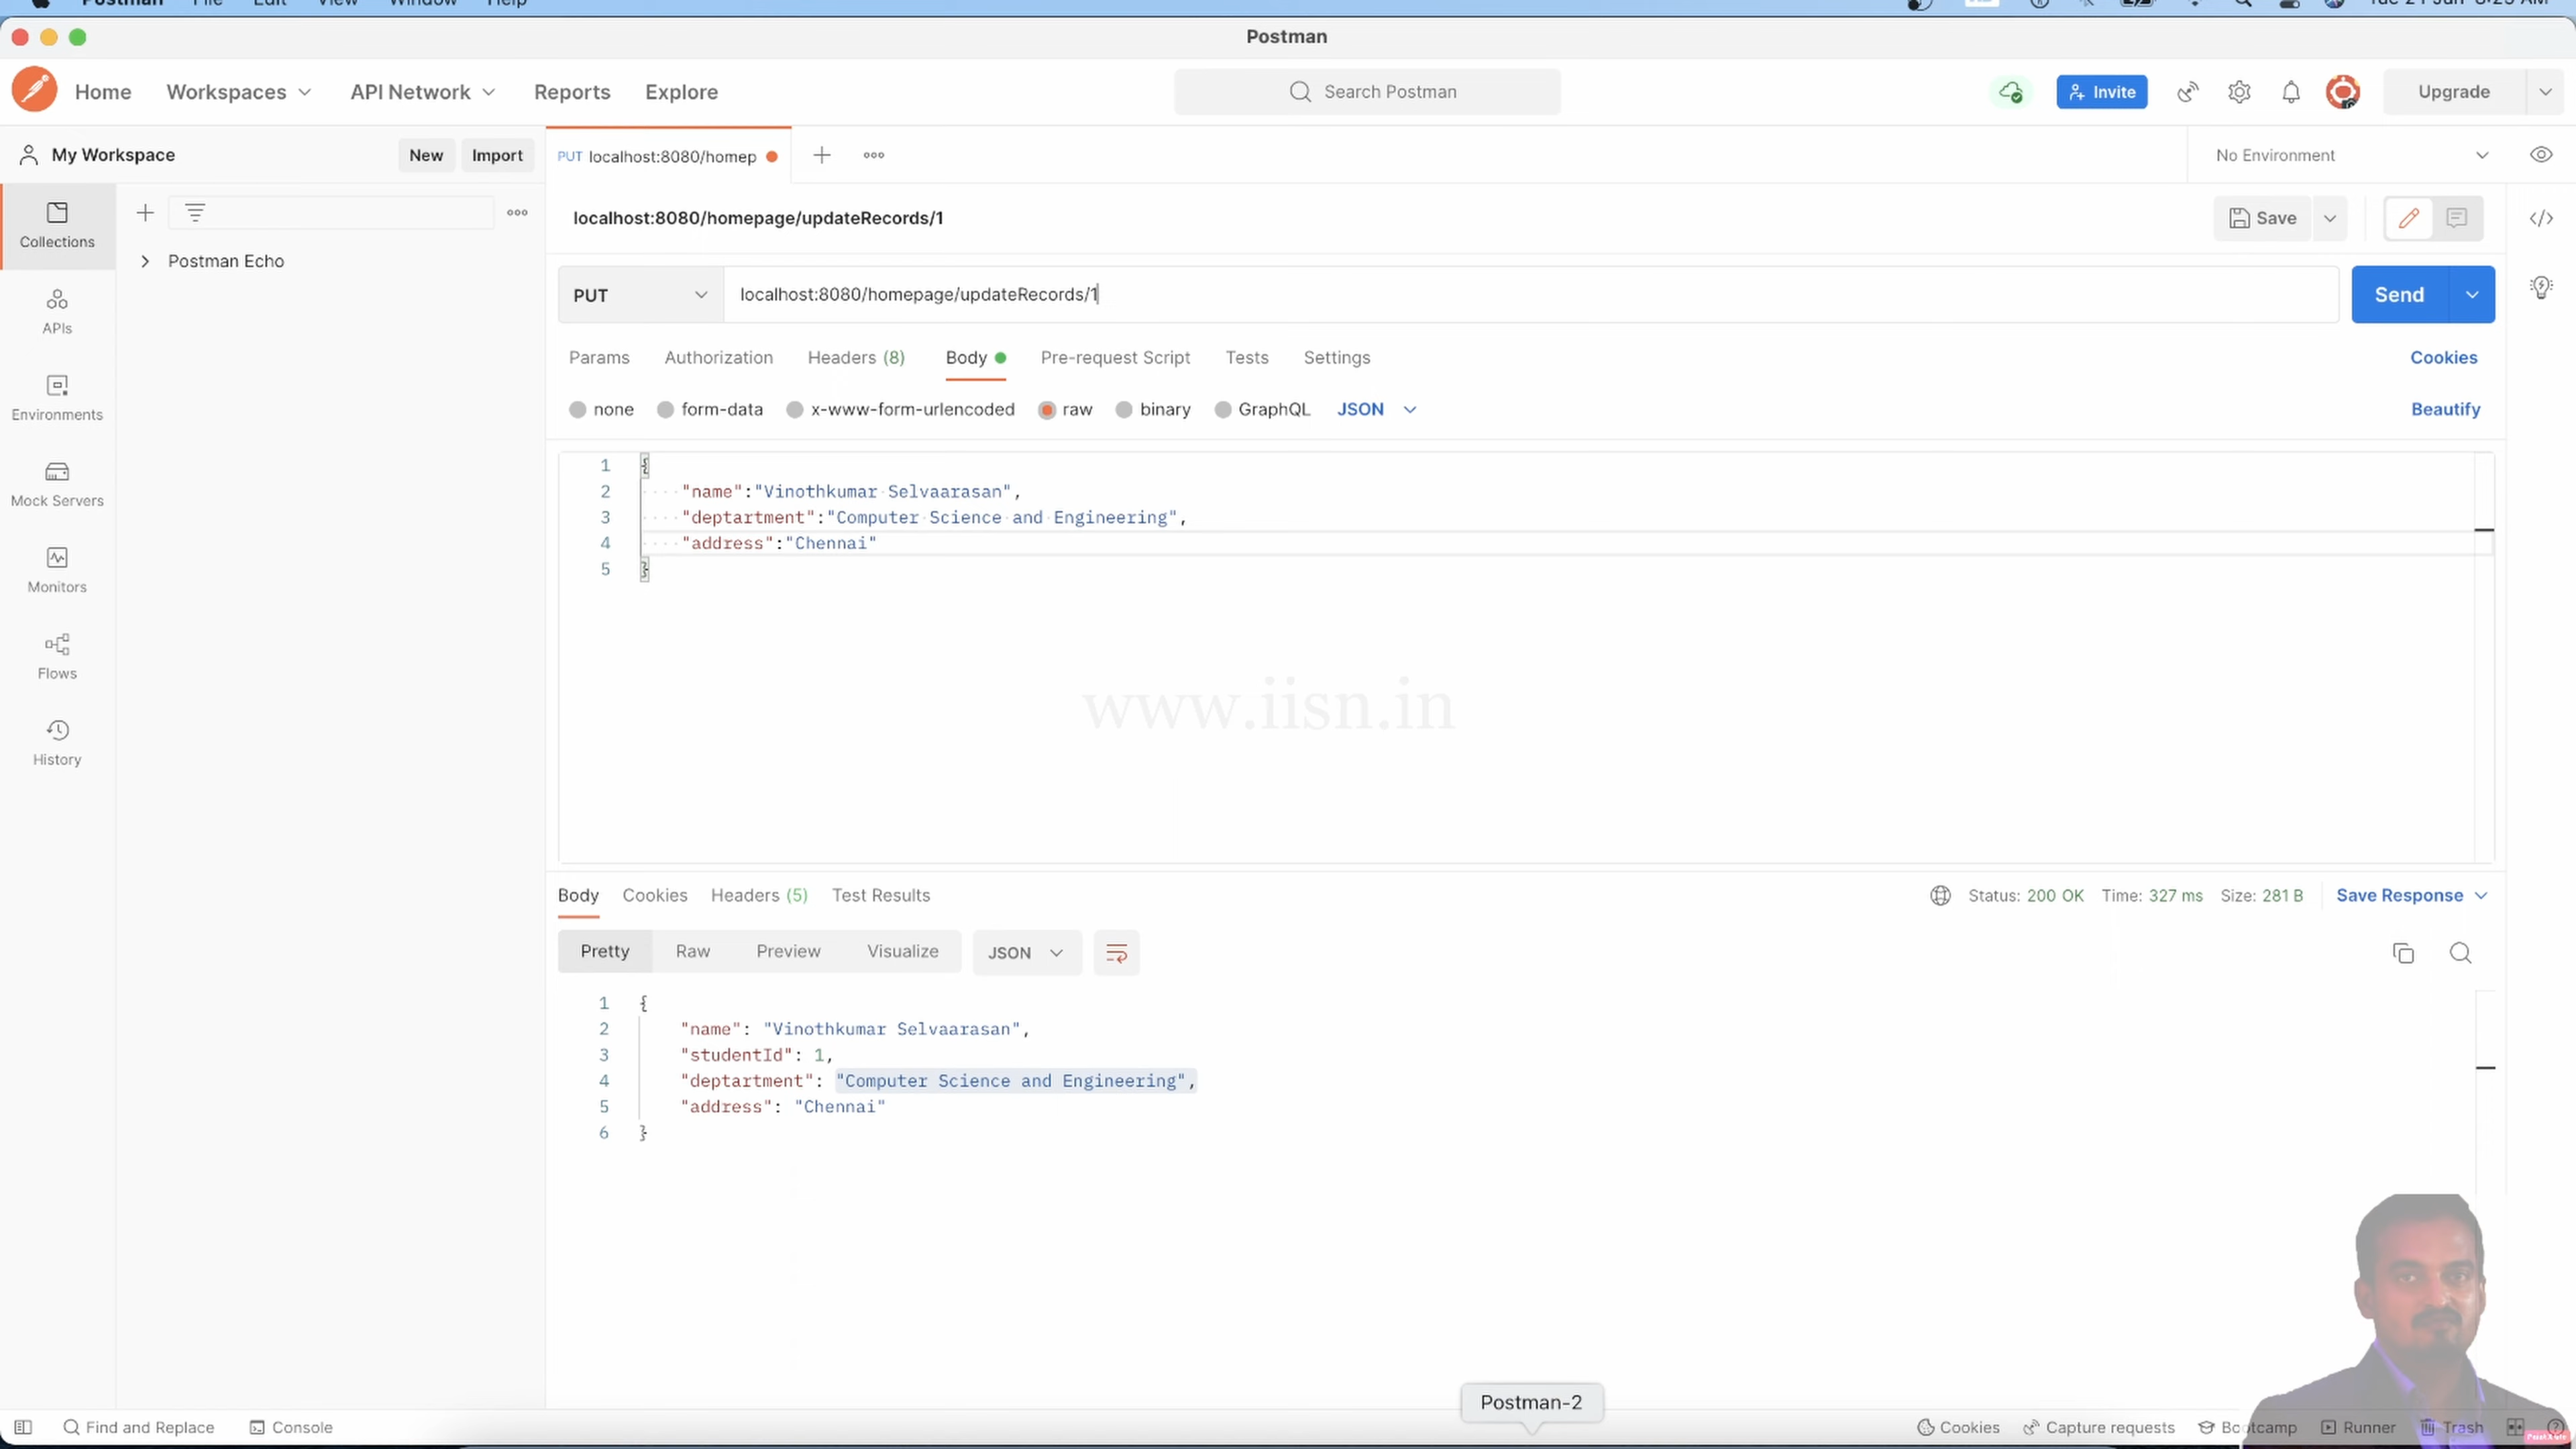 Postman File Edit View Window Help
Postman
Home Workspaces API Network Reports Explore Search Postman Invite Upgrade
My Workspace New Import PUT localhost:8080/homep No Environment
localhost:8080/homepage/updateRecords/1 Save
Collections
Postman Echo
PUT localhost:8080/homepage/updateRecords/1 Send
APIs
Params Authorization Headers (8) Body Pre-request Script Tests Settings Cookies
Environments
none form-data x-www-form-urlencoded raw binary GraphQL JSON Beautify
1 {
2 "name":"Vinothkumar Selvaarasan",
3 "deptartment":"Computer Science and Engineering",
4 "address":"Chennai"
5 }
Mock Servers
Monitors
Flows
History
www.iisn.in
Body Cookies Headers (5) Test Results Status: 200 OK Time: 327 ms Size: 281 B Save Response
Pretty Raw Preview Visualize JSON
1 {
2 "name": "Vinothkumar Selvaarasan",
3 "studentId": 1,
4 "deptartment": "Computer Science and Engineering",
5 "address": "Chennai"
6 }
Postman-2
Find and Replace Console Cookies Capture requests Bootcamp Runner Trash